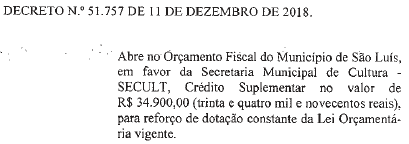 DECRETO N.º 51.757 DE 11 DE DEZEMBRO DE 2018.
Abre no Orçamento Fiscal do Município de São Luís,
em favor da Secretaria Municipal de Cultura -
SECULT, Crédito Suplementar no valor de
R$ 34.900,00 (trinta e quatro mil e novecentos reais),
para reforço de dotação constante da Lei Orçamentá-
ria vigente.